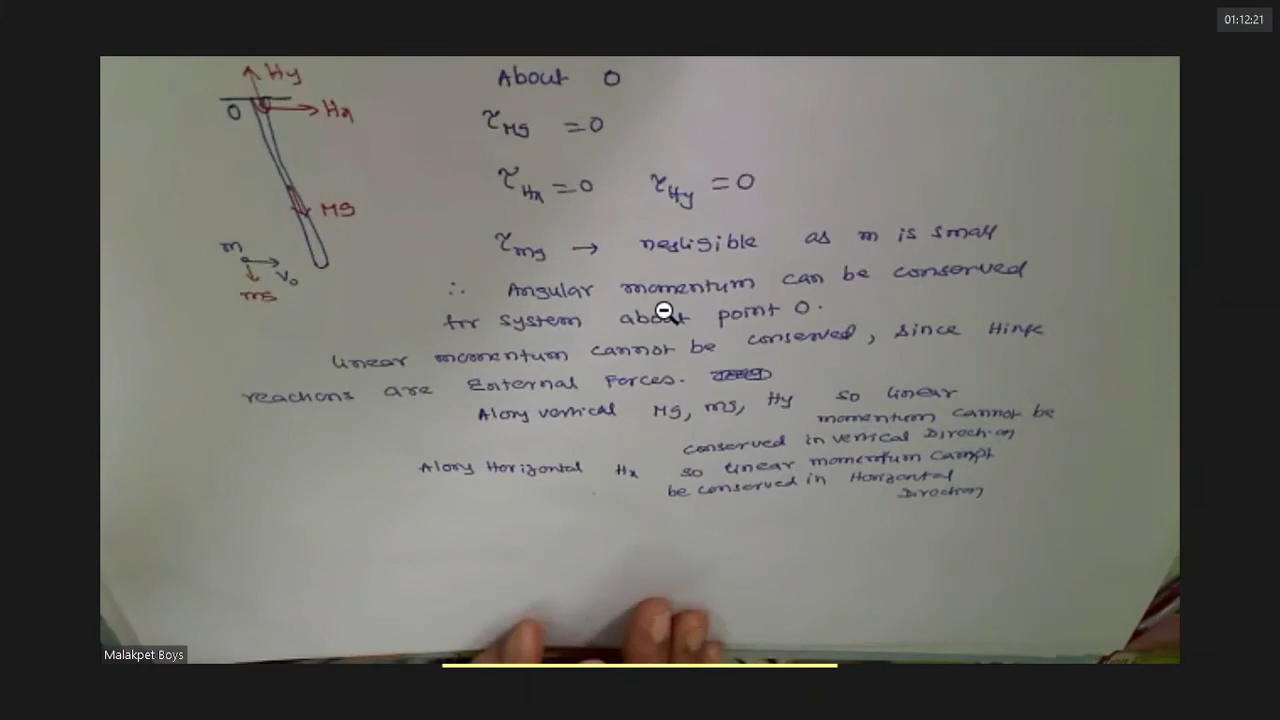 01:12:21
Hy
About O
O
Hx
τMg = 0
τHx = 0 τHy = 0
Mg
m
V₀
mg
τmg → negligible as m is small
∴ Angular momentum can be conserved
for system about point O.
linear momentum cannot be conserved, since Hinge
reactions are External Forces.
Along vertical Mg, mg, Hy so linear
momentum cannot be
conserved in vertical Direction
Along Horizontal Hx so linear momentum cannot
be conserved in Horizontal
Direction
Malakpet Boys